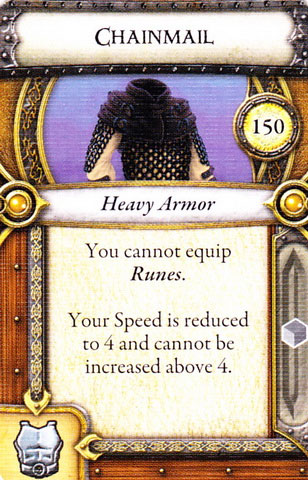 Chainmail
150
Heavy Armor
You cannot equip
Runes.
Your Speed is reduced
to 4 and cannot be
increased above 4.